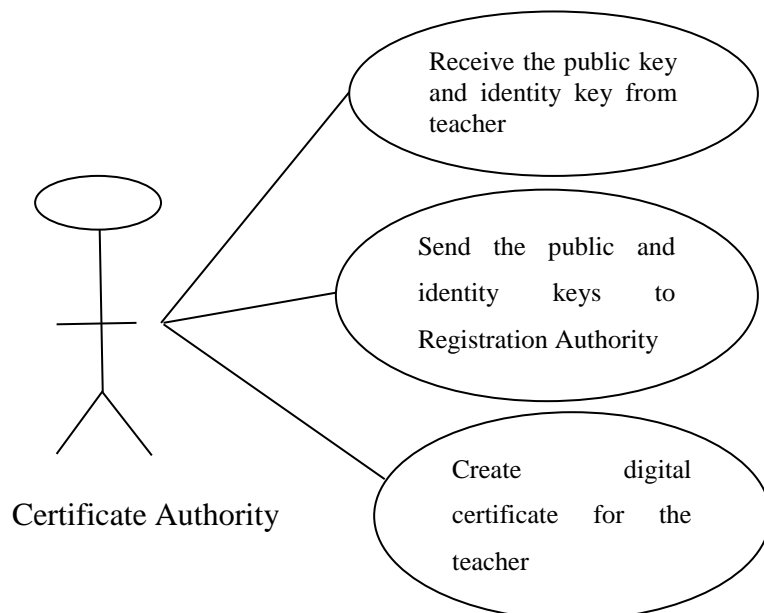 Receive the public key
and identity key from
teacher
Send the public and
identity keys to
Registration Authority
Create digital
certificate for the
teacher
Certificate Authority